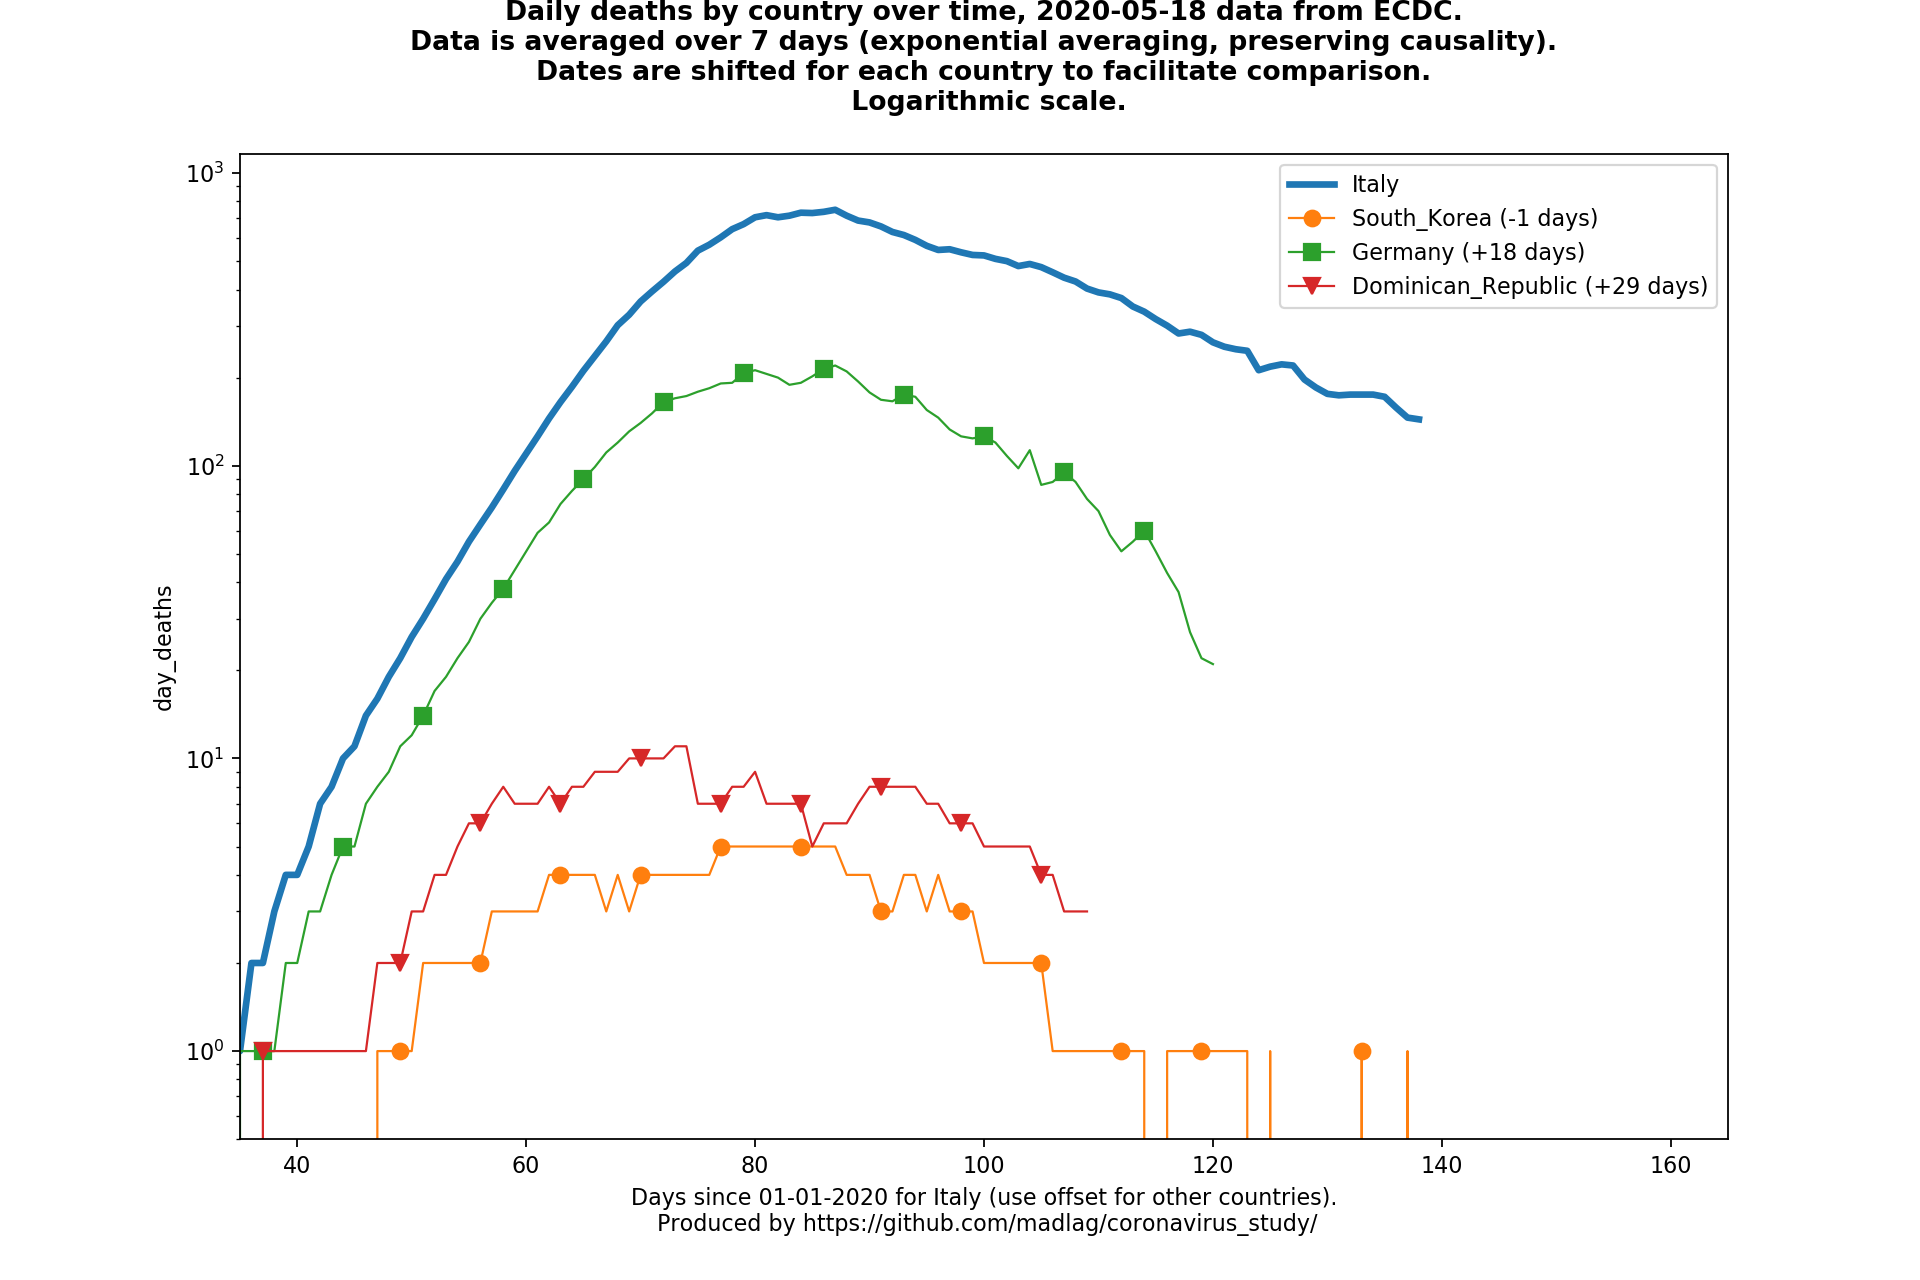 Daily deaths by country over time, 2020-05-18 data from ECDC.
Data is averaged over 7 days (exponential averaging, preserving causality).
Dates are shifted for each country to facilitate comparison.
Logarithmic scale.
Italy
South_Korea (-1 days)
Germany (+18 days)
Dominican_Republic (+29 days)
10³
10²
10¹
10⁰
day_deaths
40 60 80 100 120 140 160
Days since 01-01-2020 for Italy (use offset for other countries).
Produced by https://github.com/madlag/coronavirus_study/